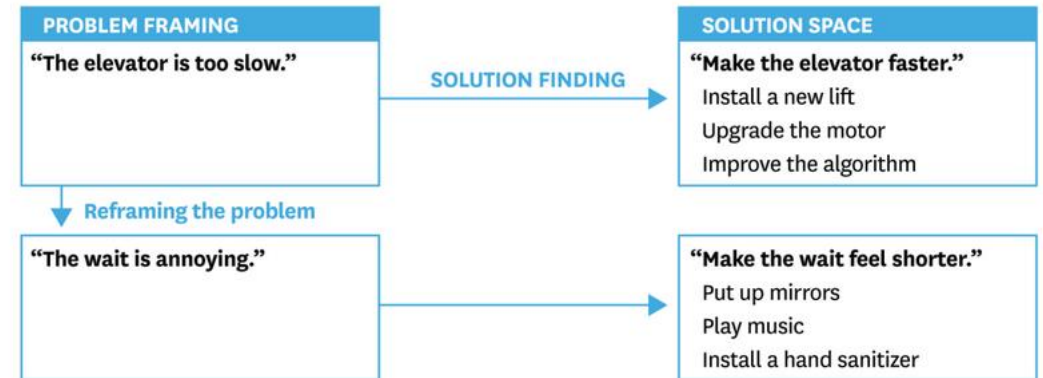 PROBLEM FRAMING
“The elevator is too slow.”
SOLUTION FINDING
SOLUTION SPACE
“Make the elevator faster.”
Install a new lift
Upgrade the motor
Improve the algorithm
Reframing the problem
“The wait is annoying.”
“Make the wait feel shorter.”
Put up mirrors
Play music
Install a hand sanitizer